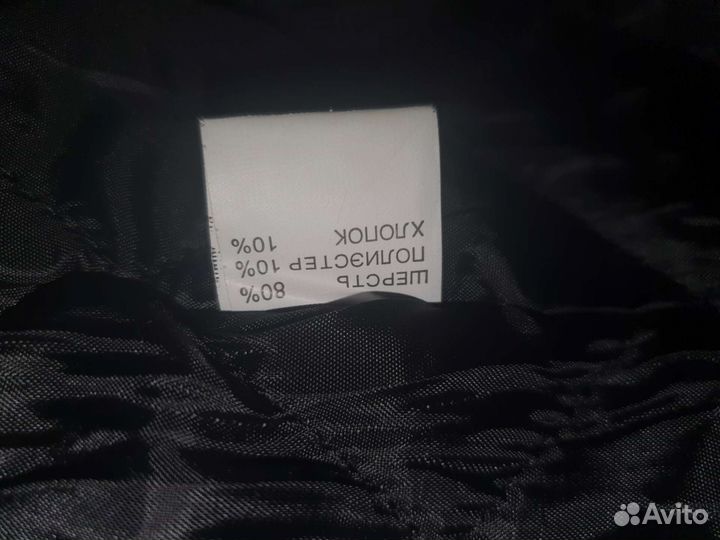 ШЕРСТЬ 80%
ПОЛИЭСТЕР 10%
ХЛОПОК 10%
Avito